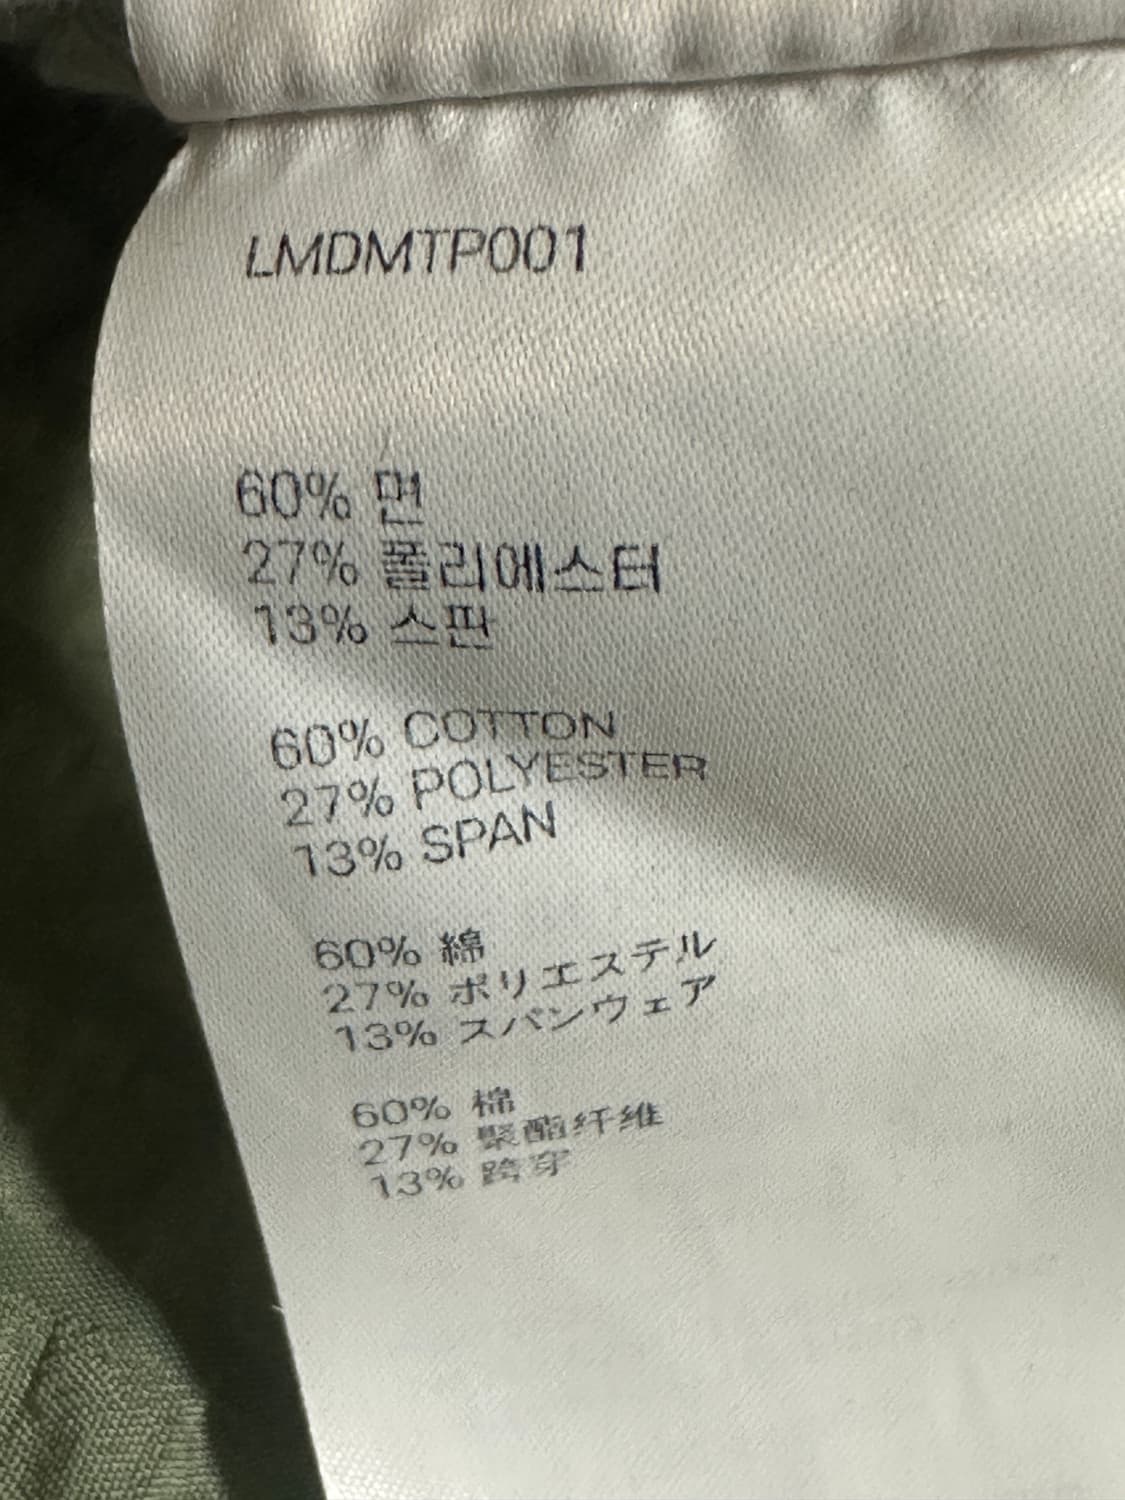 LMDMTP001
60% 면
27% 폴리에스터
13% 스판
60% COTTON
27% POLYESTER
13% SPAN
60% 綿
27% ポリエステル
13% スパンウェア
60% 棉
27% 聚酯纤维
13% 跨穿